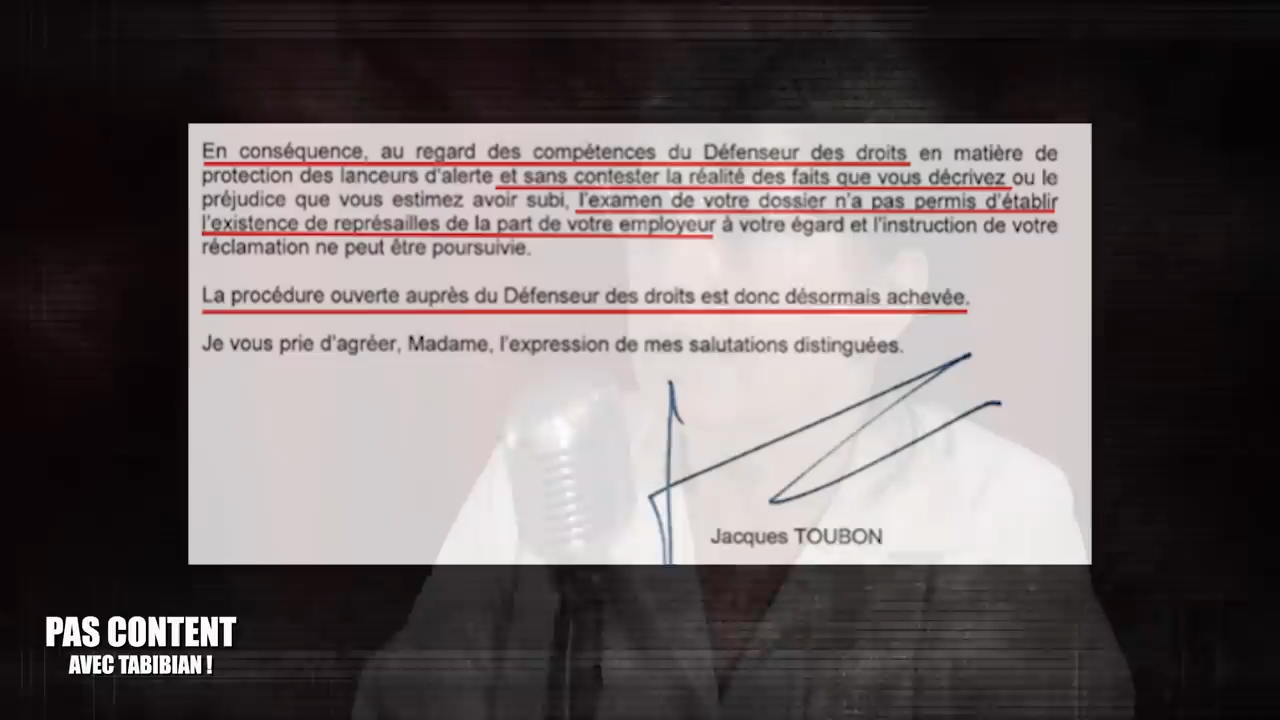 En conséquence, au regard des compétences du Défenseur des droits en matière de
protection des lanceurs d'alerte et sans contester la réalité des faits que vous décrivez ou le
préjudice que vous estimez avoir subi, l'examen de votre dossier n'a pas permis d'établir
l'existence de représailles de la part de votre employeur à votre égard et l'instruction de votre
réclamation ne peut être poursuivie.
La procédure ouverte auprès du Défenseur des droits est donc désormais achevée.
Je vous prie d'agréer, Madame, l'expression de mes salutations distinguées.
Jacques TOUBON
PAS CONTENT
AVEC TABIBIAN !